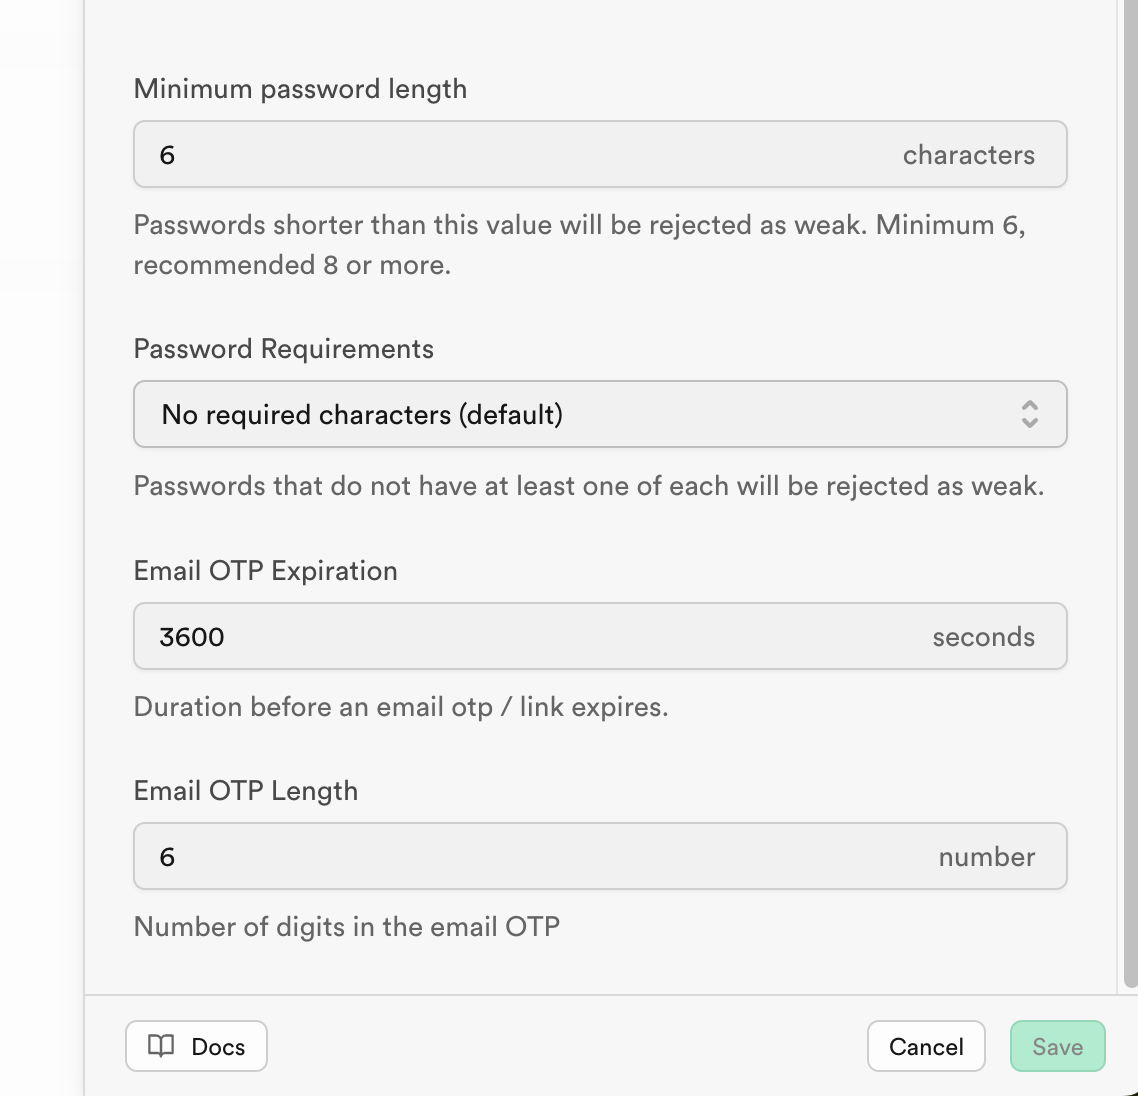 Minimum password length
6 characters
Passwords shorter than this value will be rejected as weak. Minimum 6,
recommended 8 or more.
Password Requirements
No required characters (default)
Passwords that do not have at least one of each will be rejected as weak.
Email OTP Expiration
3600 seconds
Duration before an email otp / link expires.
Email OTP Length
6 number
Number of digits in the email OTP
Docs Cancel Save